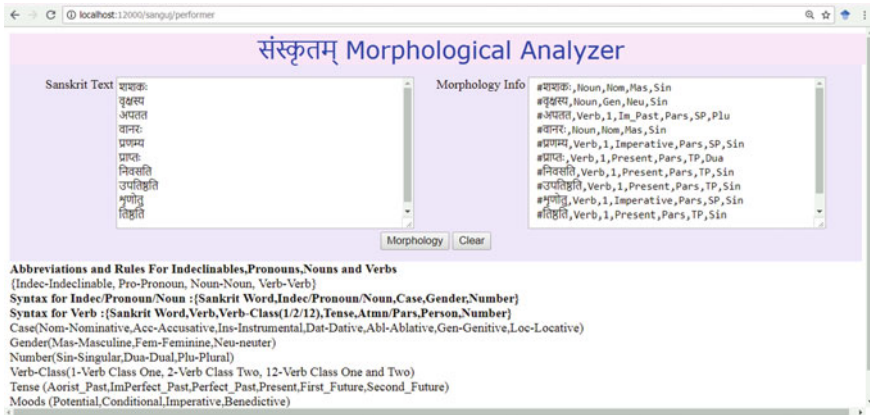 localhost:12000/sanguj/performer
संस्कृतम् Morphological Analyzer
Sanskrit Text
शशकः
वृक्षस्य
अपतत
वानरः
प्रणम्य
प्राप्तः
निवसति
उपतिष्ठति
श्रृणोतु
तिष्ठति
Morphology Info
#शशकः,Noun,Nom,Mas,Sin
#वृक्षस्य,Noun,Gen,Neu,Sin
#अपतत,Verb,1,Im_Past,Pars,SP,Plu
#वानरः,Noun,Nom,Mas,Sin
#प्रणम्य,Verb,1,Imperative,Pars,SP,Sin
#प्राप्तः,Verb,1,Present,Pars,TP,Dua
#निवसति,Verb,1,Present,Pars,TP,Sin
#उपतिष्ठति,Verb,1,Present,Pars,TP,Sin
#श्रृणोतु,Verb,1,Imperative,Pars,SP,Sin
#तिष्ठति,Verb,1,Present,Pars,TP,Sin
Morphology Clear
Abbreviations and Rules For Indeclinables,Pronouns,Nouns and Verbs
{Indec-Indeclinable, Pro-Pronoun, Noun-Noun, Verb-Verb}
Syntax for Indec/Pronoun/Noun :{Sankrit Word,Indec/Pronoun/Noun,Case,Gender,Number}
Syntax for Verb :{Sankrit Word,Verb,Verb-Class(1/2/12),Tense,Atmn/Pars,Person,Number}
Case(Nom-Nominative,Acc-Accusative,Ins-Instrumental,Dat-Dative,Abl-Ablative,Gen-Genitive,Loc-Locative)
Gender(Mas-Masculine,Fem-Feminine,Neu-neuter)
Number(Sin-Singular,Dua-Dual,Plu-Plural)
Verb-Class(1-Verb Class One, 2-Verb Class Two, 12-Verb Class One and Two)
Tense (Aorist_Past,ImPerfect_Past,Perfect_Past,Present,First_Future,Second_Future)
Moods (Potential,Conditional,Imperative,Benedictive)